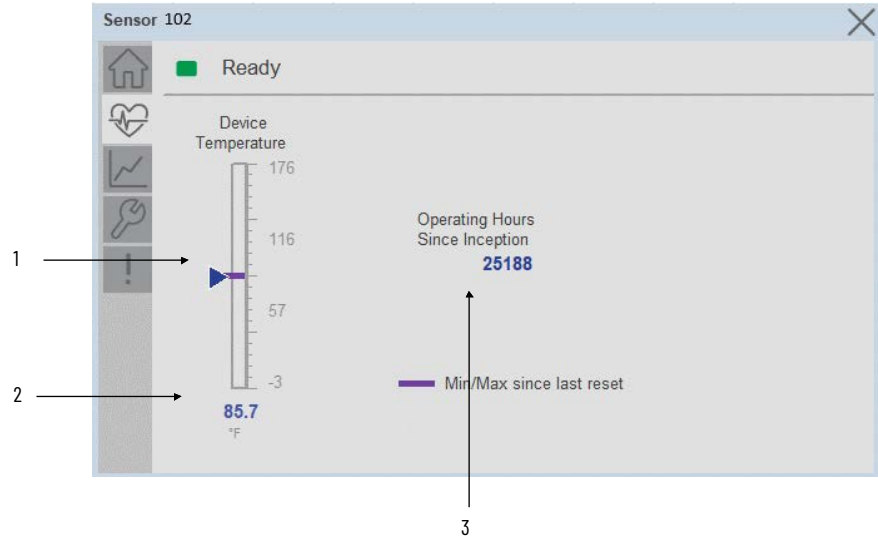 Sensor 102
Ready
Device
Temperature
176
116
57
-3
85.7
°F
Operating Hours
Since Inception
25188
Min/Max since last reset
!
1
2
3